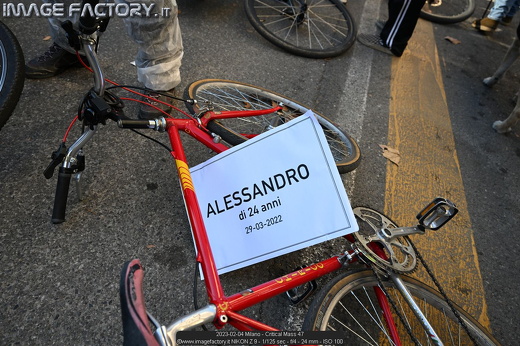 IMAGE FACTORY.IT
ALESSANDRO
di 24 anni
29-03-2022
2023-02-04 Milano - Critical Mass 47
@www.imagefactory.it NIKON Z 9 - 1/125 sec - f/4 - 24 mm - ISO 100